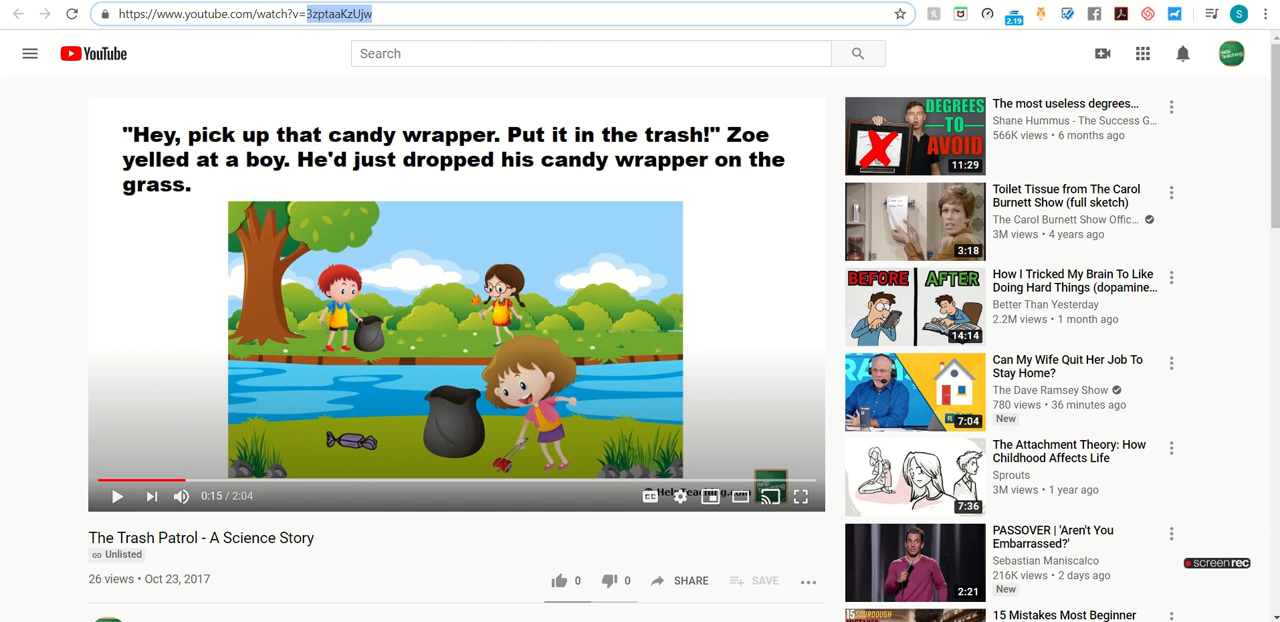 https://www.youtube.com/watch?v=3zptaaKzUjw
2.19
S
YouTube
Search
"Hey, pick up that candy wrapper. Put it in the trash!" Zoe
yelled at a boy. He'd just dropped his candy wrapper on the
grass.
HelpTeaching.com
0:15 / 2:04
CC
The Trash Patrol - A Science Story
Unlisted
26 views • Oct 23, 2017
0
0
SHARE
SAVE
DEGREES
TO
AVOID
11:29
The most useless degrees…
Shane Hummus - The Success G…
566K views • 6 months ago
3:18
Toilet Tissue from The Carol
Burnett Show (full sketch)
The Carol Burnett Show Offic…
3M views • 4 years ago
BEFORE
AFTER
14:14
How I Tricked My Brain To Like
Doing Hard Things (dopamine…
Better Than Yesterday
2.2M views • 1 month ago
7:04
Can My Wife Quit Her Job To
Stay Home?
The Dave Ramsey Show
780 views • 36 minutes ago
New
7:36
The Attachment Theory: How
Childhood Affects Life
Sprouts
3M views • 1 year ago
2:21
PASSOVER | 'Aren't You
Embarrassed?'
Sebastian Maniscalco
216K views • 2 days ago
New
screenrec
15 SOURDOUGH
MISTAKES
15 Mistakes Most Beginner